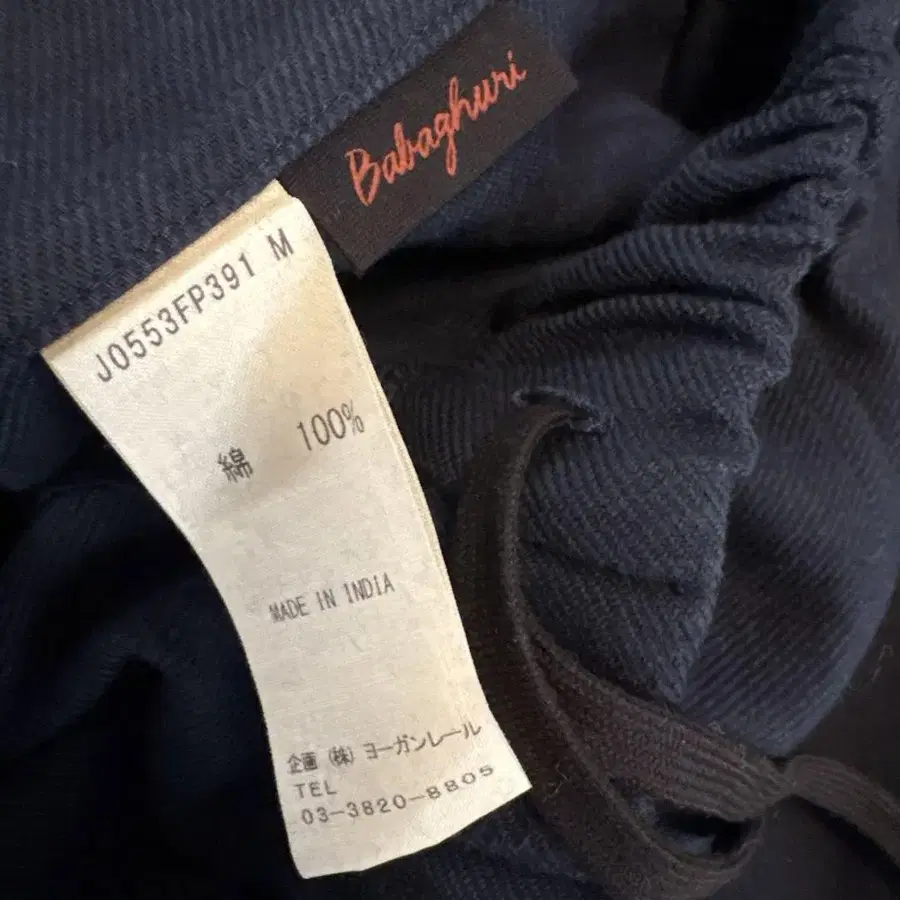 Babaghuri
J0553FP391 M
綿 100%
MADE IN INDIA
企画 (株) ヨーガンレール
TEL
03-3820-8805